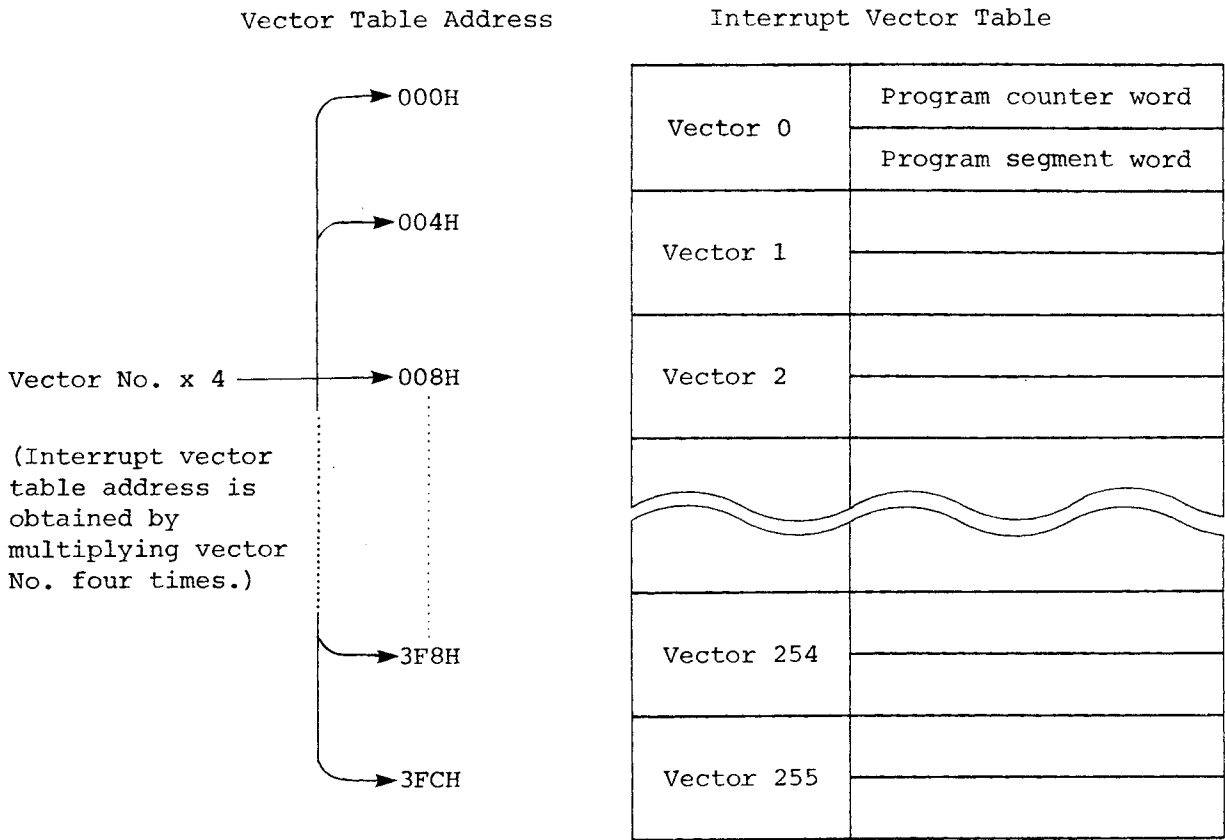 Vector Table Address
Interrupt Vector Table
000H
004H
Vector No. x 4
008H
(Interrupt vector
table address is
obtained by
multiplying vector
No. four times.)
3F8H
3FCH
Vector 0
Program counter word
Program segment word
Vector 1
Vector 2
Vector 254
Vector 255